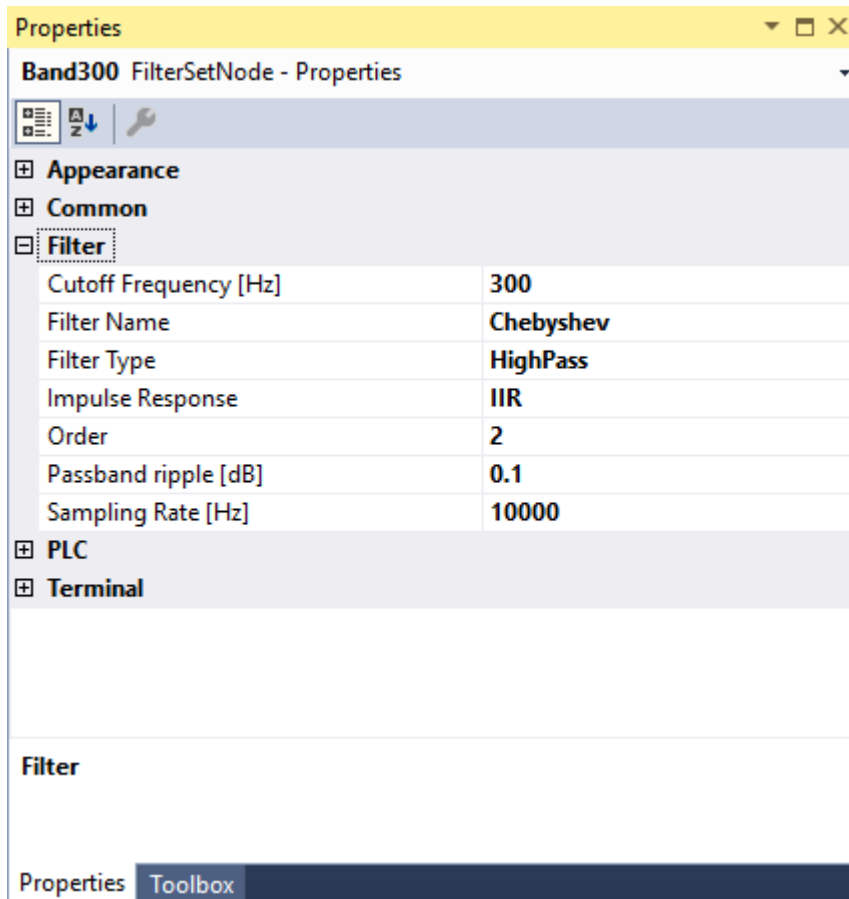 Properties
Band300 FilterSetNode - Properties
Appearance
Common
Filter
Cutoff Frequency [Hz] 300
Filter Name Chebyshev
Filter Type HighPass
Impulse Response IIR
Order 2
Passband ripple [dB] 0.1
Sampling Rate [Hz] 10000
PLC
Terminal
Filter
Properties Toolbox